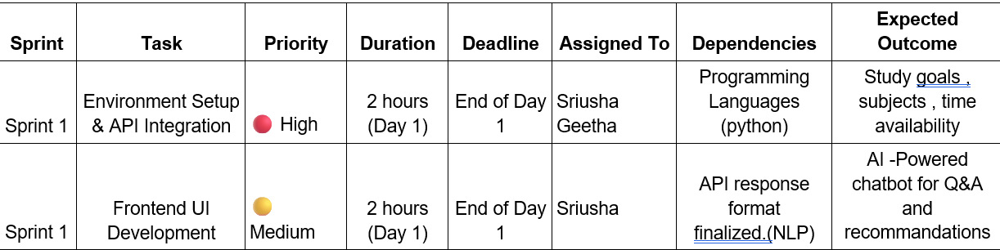 Sprint
Task
Priority
Duration
Deadline
Assigned To
Dependencies
Expected
Outcome
Sprint 1
Environment Setup
& API Integration
High
2 hours
(Day 1)
End of Day
1
Sriusha
Geetha
Programming
Languages
(python)
Study goals ,
subjects , time
availability
Sprint 1
Frontend UI
Development
Medium
2 hours
(Day 1)
End of Day
1
Sriusha
API response
format
finalized.(NLP)
AI -Powered
chatbot for Q&A
and
recommandations